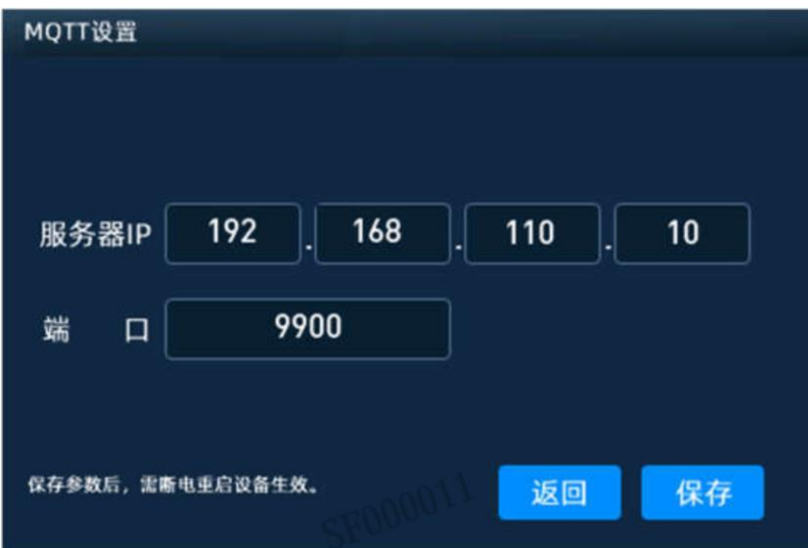 MQTT设置
服务器IP 192 . 168 . 110 . 10
端 口 9900
保存参数后，需断电重启设备生效。
返回 保存
SF000011